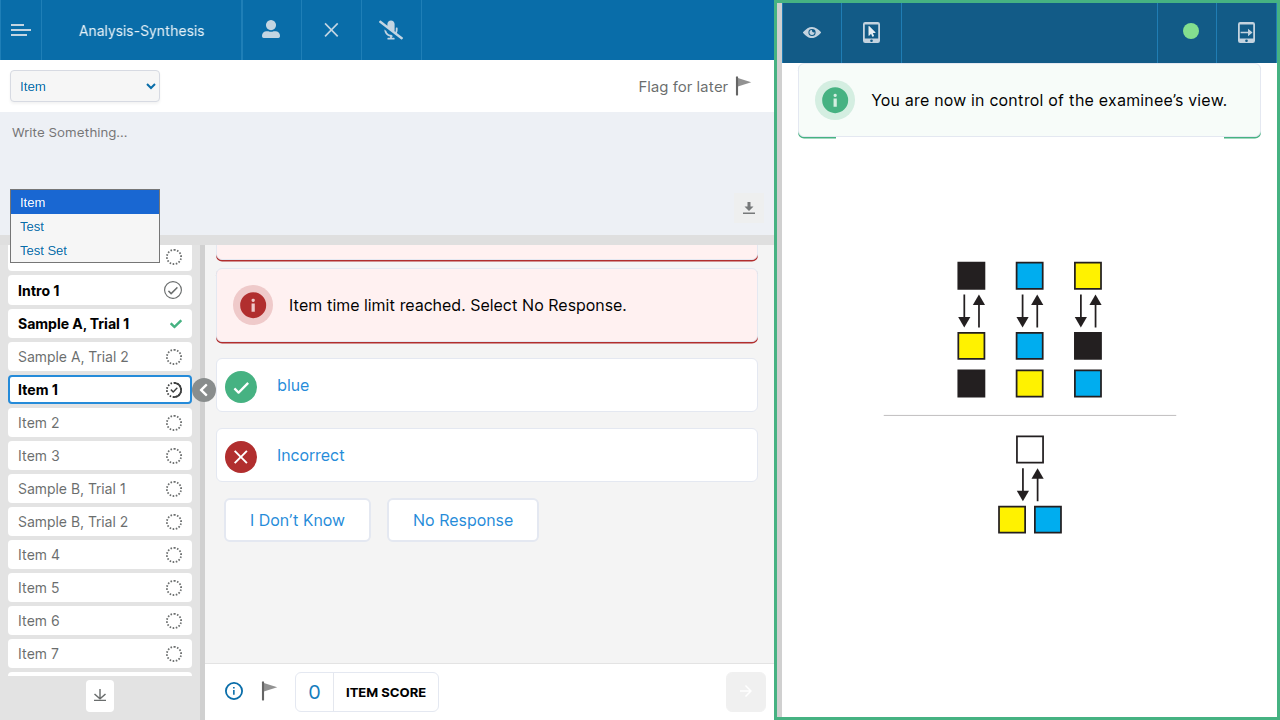 Analysis-Synthesis
Item
Flag for later
Write Something...
Item
Test
Test Set
Intro 1
Sample A, Trial 1
Sample A, Trial 2
Item 1
Item 2
Item 3
Sample B, Trial 1
Sample B, Trial 2
Item 4
Item 5
Item 6
Item 7
Item time limit reached. Select No Response.
blue
Incorrect
I Don’t Know
No Response
0
ITEM SCORE
You are now in control of the examinee’s view.